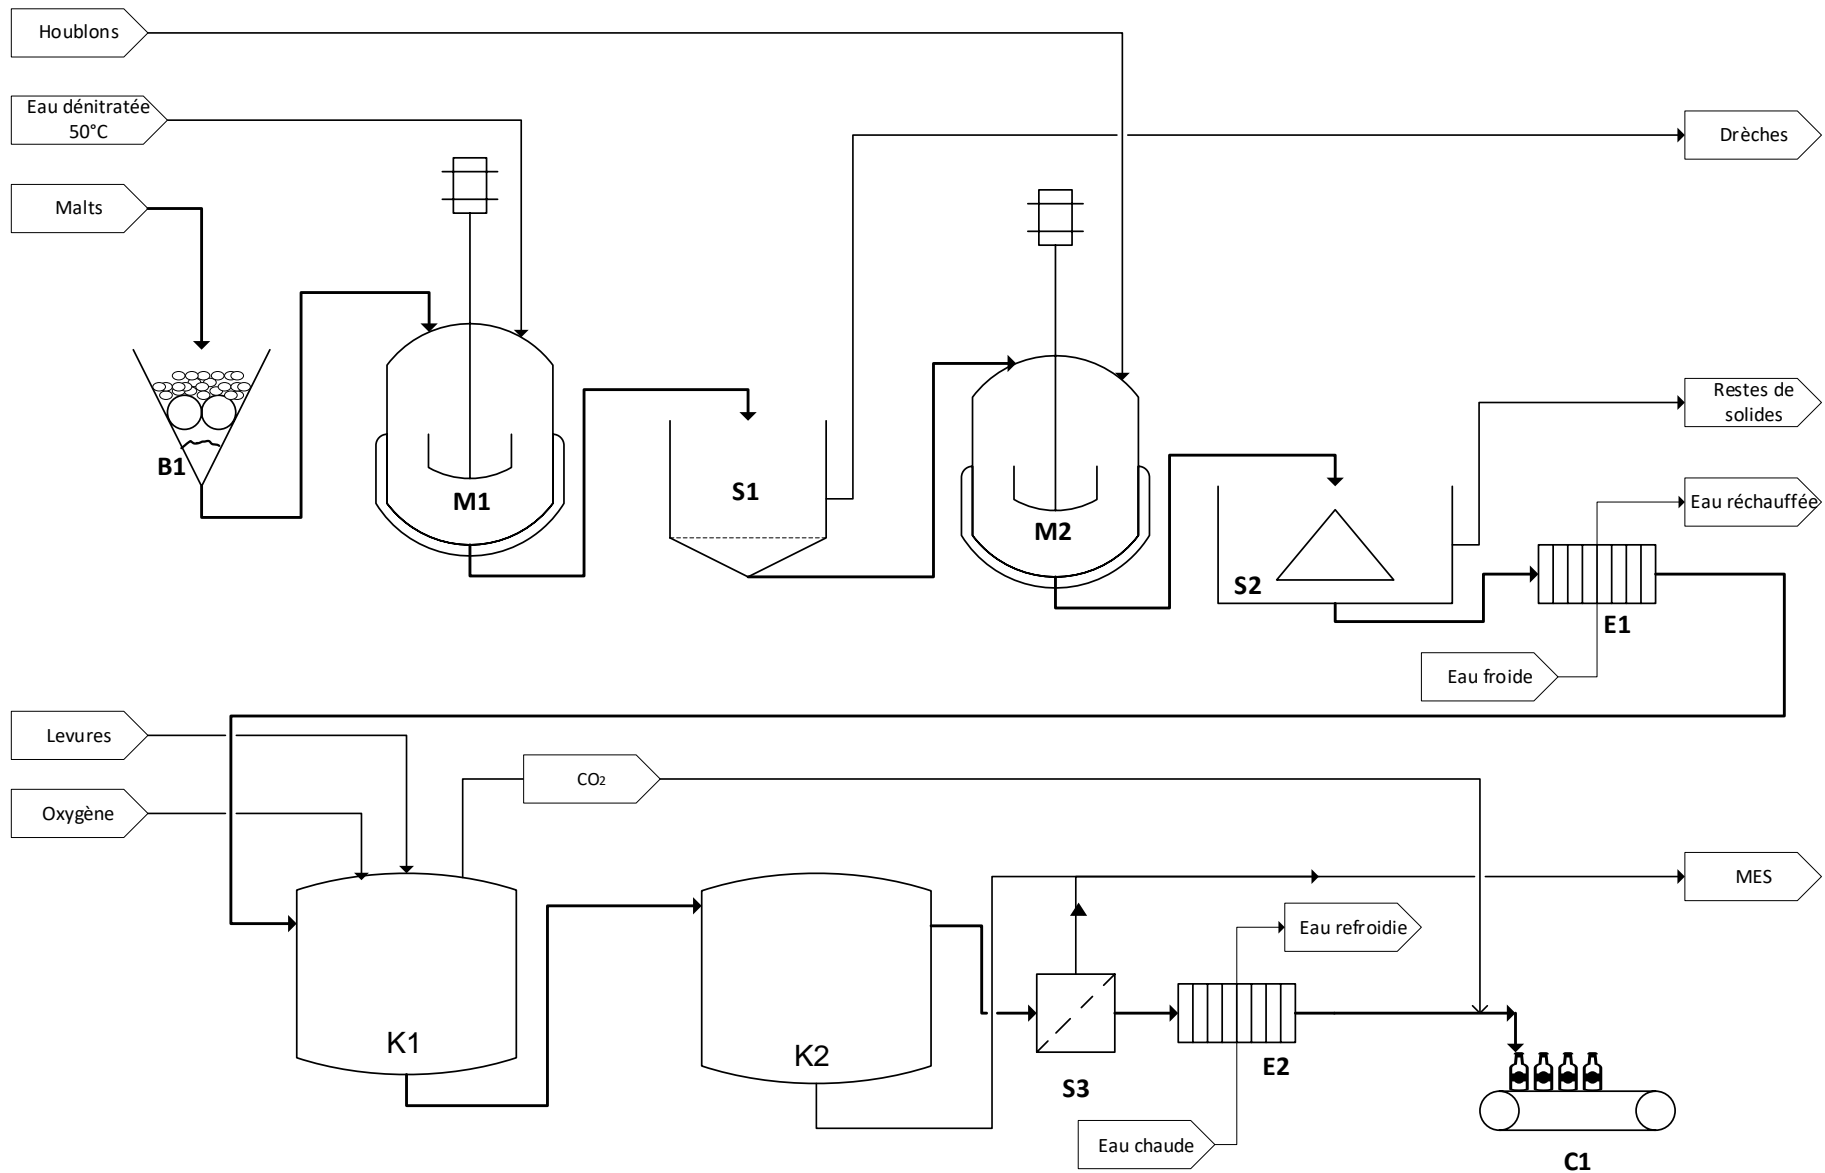 Houblons
Eau dénitratée
50°C
Drèches
Malts
Restes de
solides
B1
M1
S1
M2
Eau réchauffée
S2
E1
Eau froide
Levures
CO₂
Oxygène
MES
Eau refroidie
K1
K2
E2
S3
Eau chaude
C1